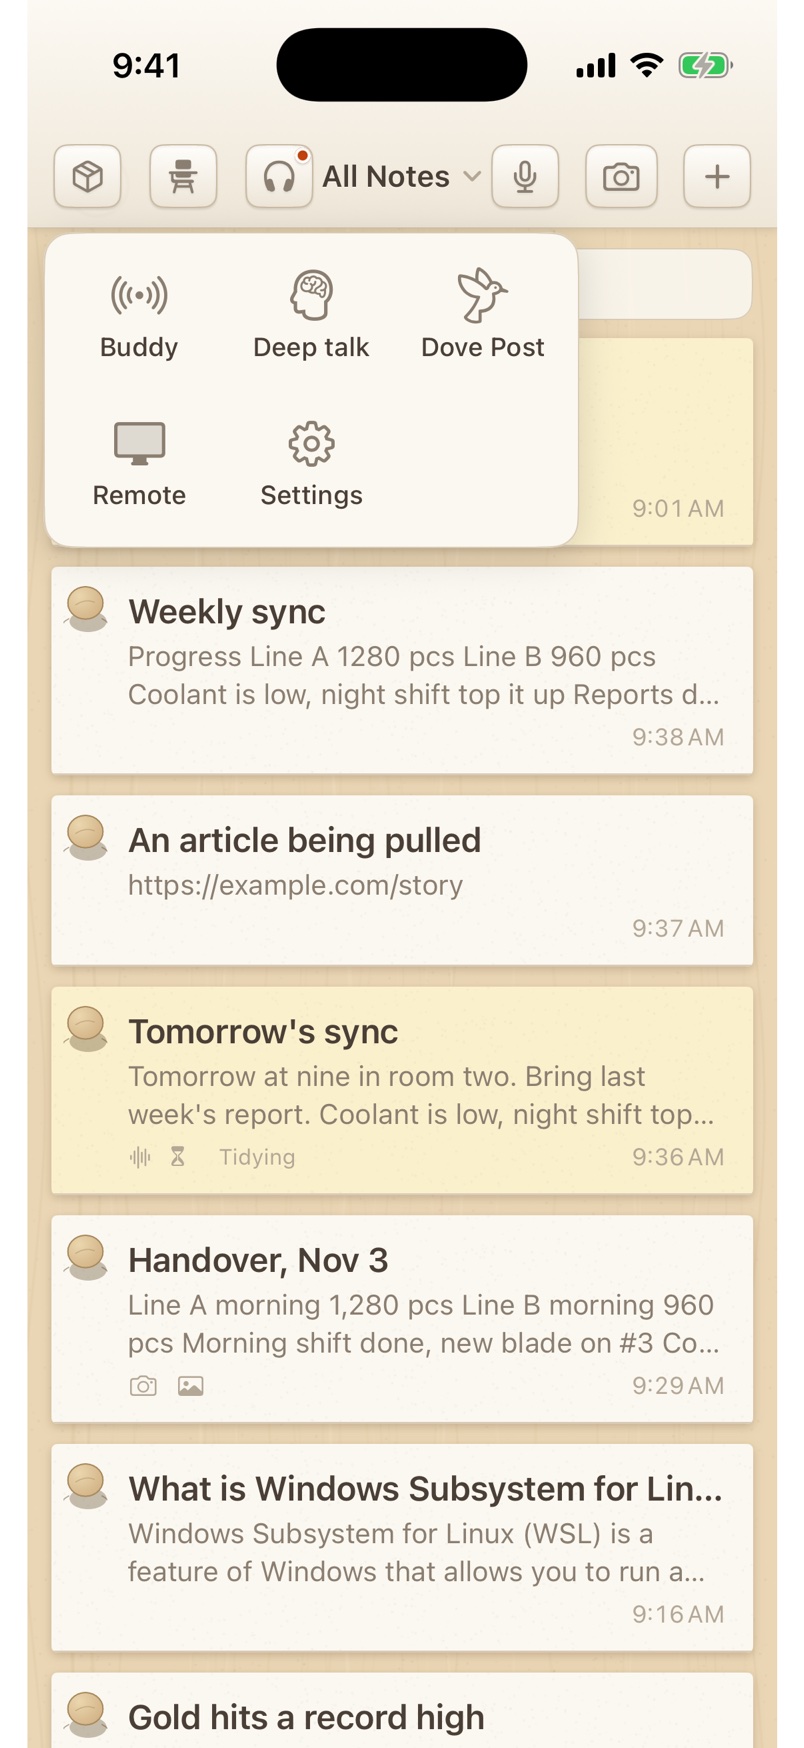 9:41
All Notes
Buddy
Deep talk
Dove Post
Remote
Settings
9:01 AM
Weekly sync
Progress Line A 1280 pcs Line B 960 pcs
Coolant is low, night shift top it up Reports d...
9:38 AM
An article being pulled
https://example.com/story
9:37 AM
Tomorrow's sync
Tomorrow at nine in room two. Bring last
week's report. Coolant is low, night shift top...
Tidying
9:36 AM
Handover, Nov 3
Line A morning 1,280 pcs Line B morning 960
pcs Morning shift done, new blade on #3 Co...
9:29 AM
What is Windows Subsystem for Lin...
Windows Subsystem for Linux (WSL) is a
feature of Windows that allows you to run a...
9:16 AM
Gold hits a record high